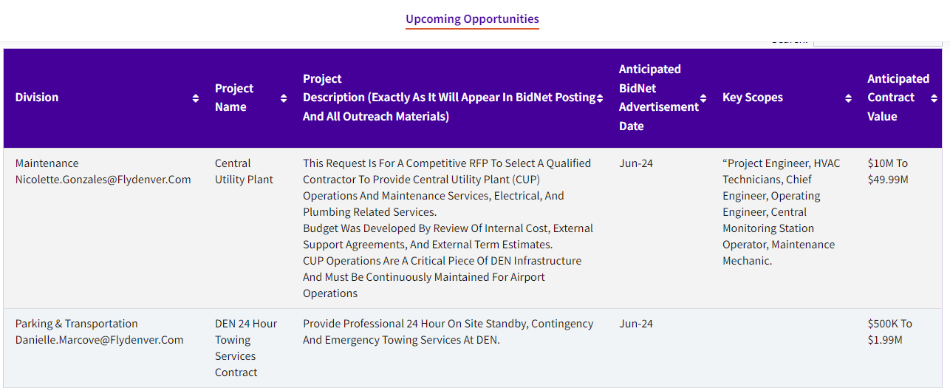 Upcoming Opportunities
Division
Project
Name
Project
Description (Exactly As It Will Appear In BidNet Posting
And All Outreach Materials)
Anticipated
BidNet
Advertisement
Date
Key Scopes
Anticipated
Contract
Value
Maintenance
Nicolette.Gonzales@Flydenver.Com
Central
Utility Plant
This Request Is For A Competitive RFP To Select A Qualified
Contractor To Provide Central Utility Plant (CUP)
Operations And Maintenance Services, Electrical, And
Plumbing Related Services.
Budget Was Developed By Review Of Internal Cost, External
Support Agreements, And External Term Estimates.
CUP Operations Are A Critical Piece Of DEN Infrastructure
And Must Be Continuously Maintained For Airport
Operations
Jun-24
“Project Engineer, HVAC
Technicians, Chief
Engineer, Operating
Engineer, Central
Monitoring Station
Operator, Maintenance
Mechanic.
$10M To
$49.99M
Parking & Transportation
Danielle.Marcove@Flydenver.Com
DEN 24 Hour
Towing
Services
Contract
Provide Professional 24 Hour On Site Standby, Contingency
And Emergency Towing Services At DEN.
Jun-24
$500K To
$1.99M